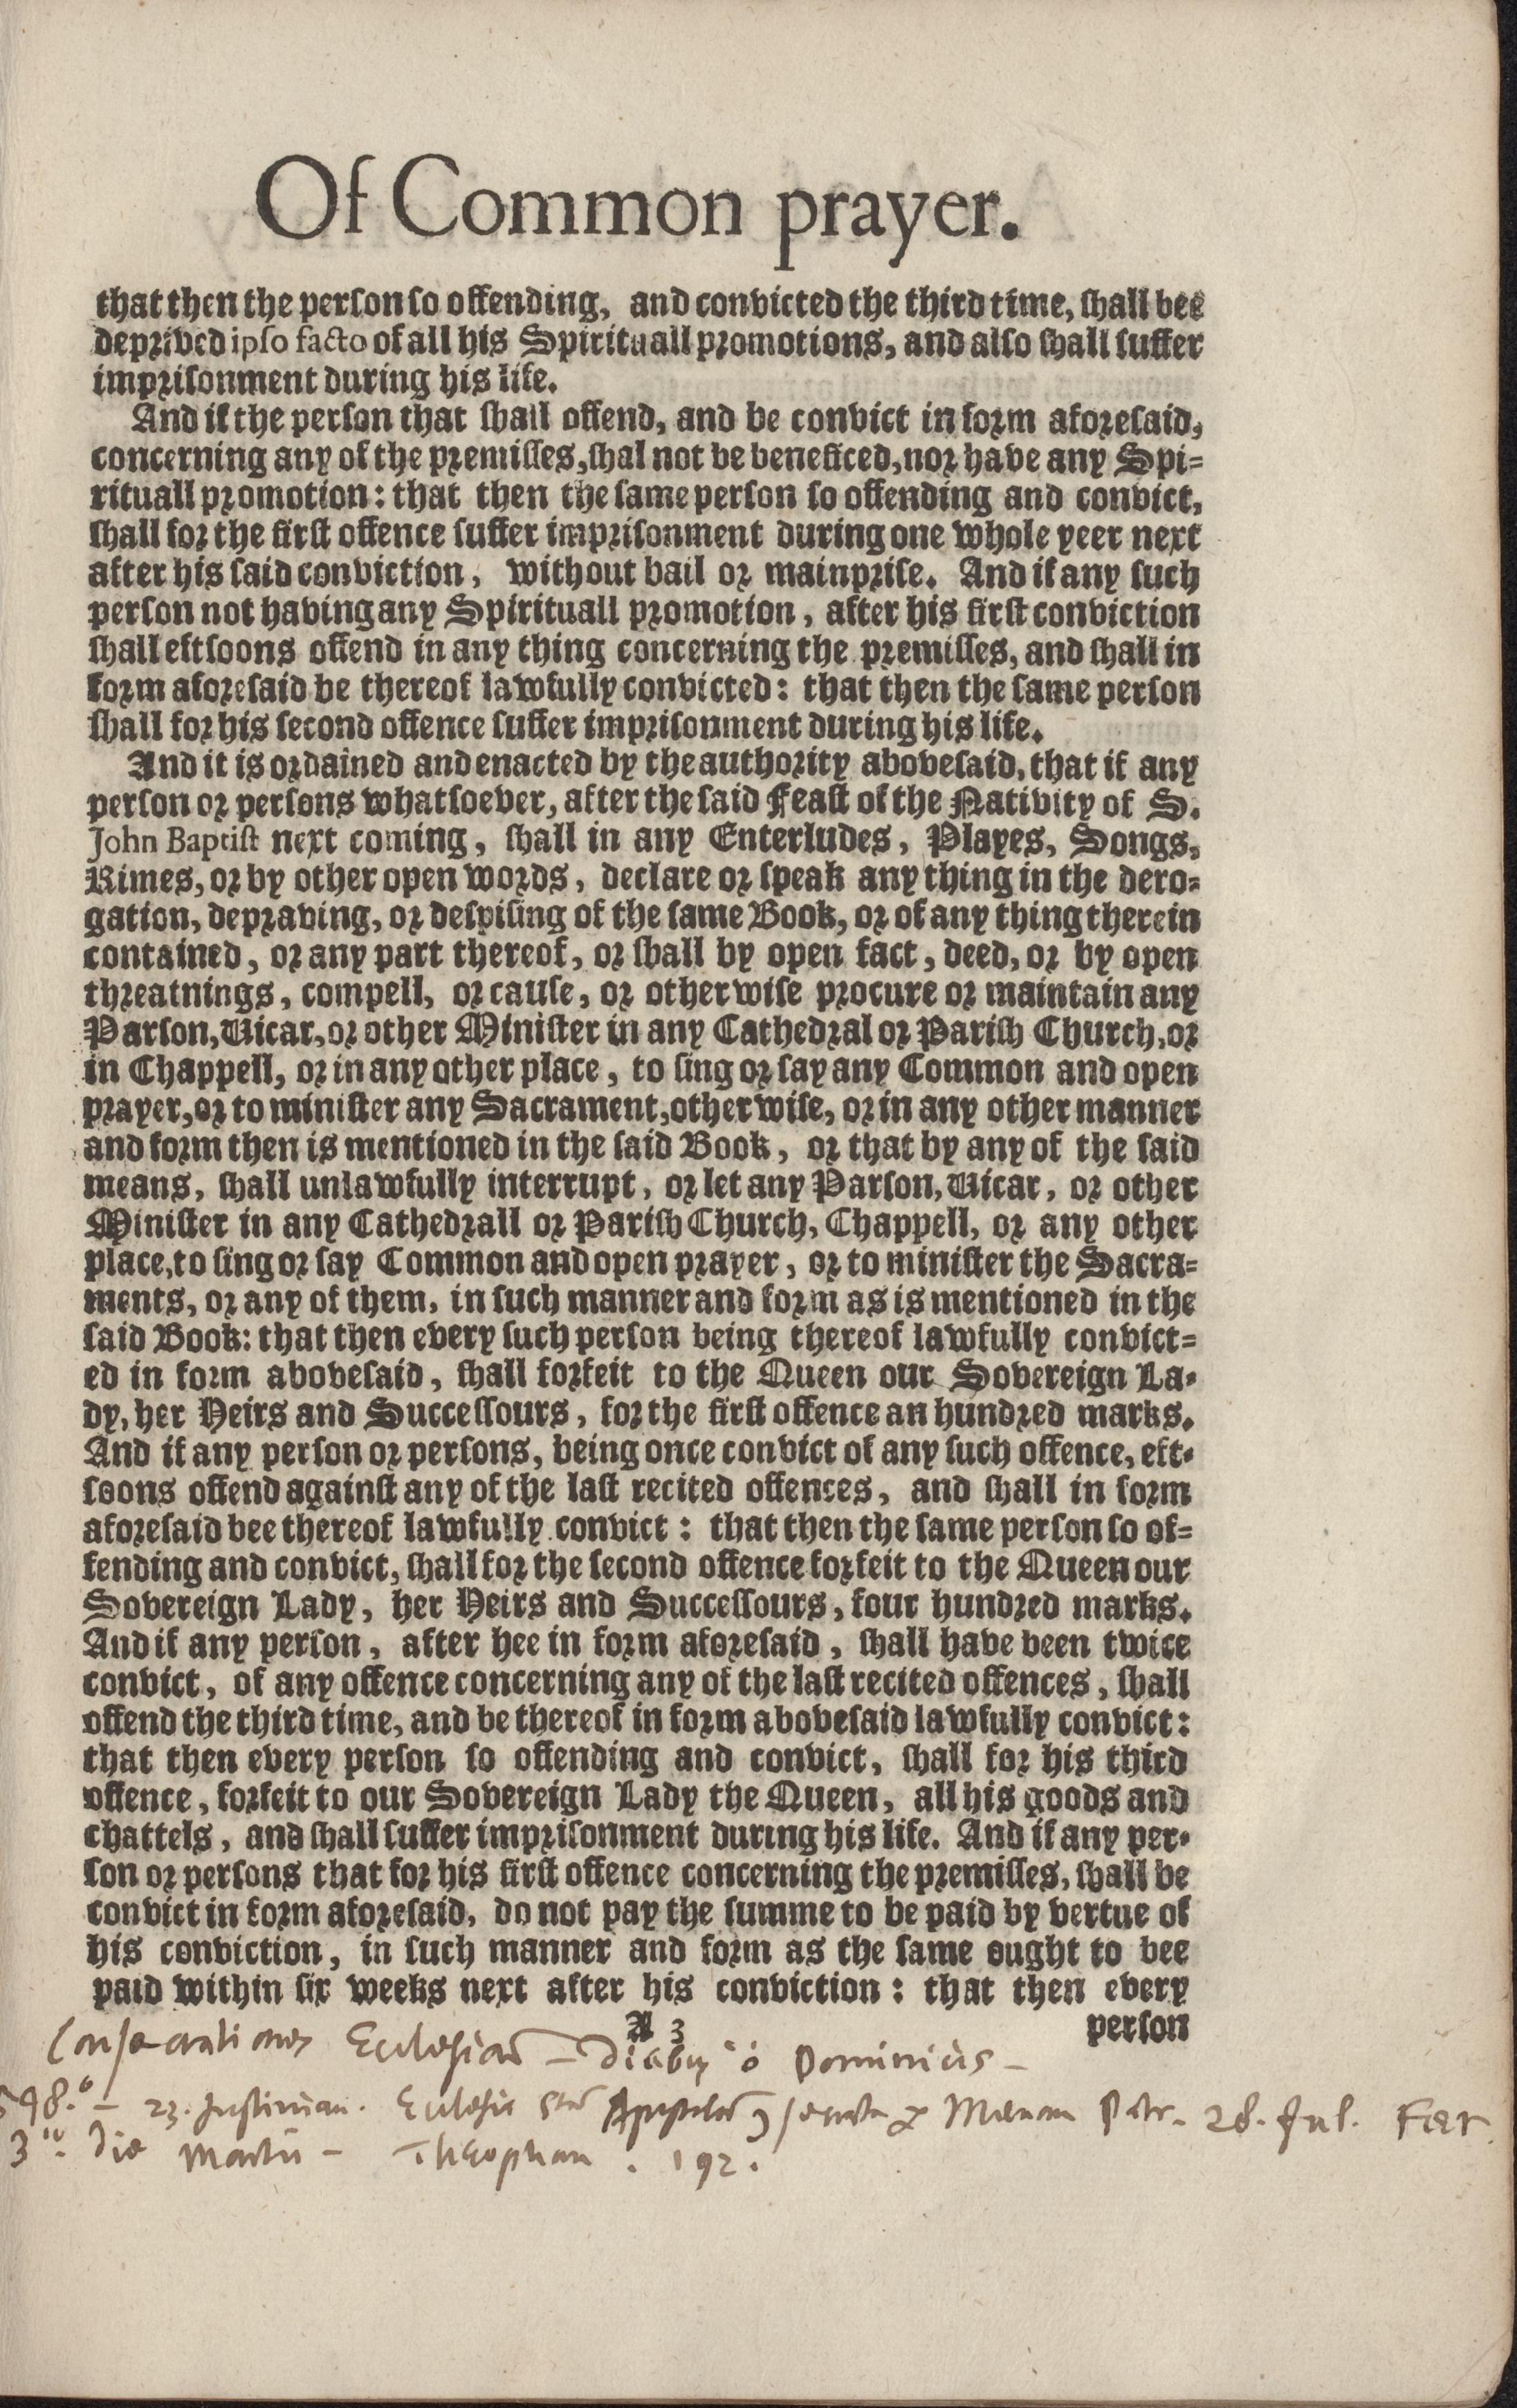 Of Common prayer.
that then the person so offending, and convicted the third time, shall bee
deprived ipso facto of all his Spirituall promotions, and also shall suffer
imprisonment during his life.
And if the person that shall offend, and be convict in form aforesaid,
concerning any of the premisses, shal not be beneficed, nor have any Spi-
rituall promotion: that then the same person so offending and convict,
shall for the first offence suffer imprisonment during one whole yeer next
after his said conviction, without bail or mainprise. And if any such
person not having any Spirituall promotion, after his first conviction
shall eftsoons offend in any thing concerning the premisses, and shall in
form aforesaid be thereof lawfully convicted: that then the same person
shall for his second offence suffer imprisonment during his life.
And it is ordained and enacted by the authority abovesaid, that if any
person or persons whatsoever, after the said Feast of the Nativity of S.
John Baptist next coming, shall in any Enterludes, Playes, Songs,
Rimes, or by other open words, declare or speak any thing in the dero-
gation, depraving, or despising of the same Book, or of any thing therein
contained, or any part thereof, or shall by open fact, deed, or by open
threatnings, compell, or cause, or otherwise procure or maintain any
Parson, Vicar, or other Minister in any Cathedral or Parish Church, or
in Chappell, or in any other place, to sing or say any Common and open
prayer, or to minister any Sacrament, otherwise, or in any other manner
and form then is mentioned in the said Book, or that by any of the said
means, shall unlawfully interrupt, or let any Parson, Vicar, or other
Minister in any Cathedrall or Parish Church, Chappell, or any other
place, to sing or say Common and open prayer, or to minister the Sacra-
ments, or any of them, in such manner and form as is mentioned in the
said Book: that then every such person being thereof lawfully convict-
ed in form abovesaid, shall forfeit to the Queen our Sovereign La-
dy, her Heirs and Successours, for the first offence an hundred marks.
And if any person or persons, being once convict of any such offence, eft-
soons offend against any of the last recited offences, and shall in form
aforesaid bee thereof lawfully convict: that then the same person so of-
fending and convict, shall for the second offence forfeit to the Queen our
Sovereign Lady, her Heirs and Successours, four hundred marks.
And if any person, after hee in form aforesaid, shall have been twice
convict, of any offence concerning any of the last recited offences, shall
offend the third time, and be thereof in form abovesaid lawfully convict:
that then every person so offending and convict, shall for his third
offence, forfeit to our Sovereign Lady the Queen, all his goods and
chattels, and shall suffer imprisonment during his life. And if any per-
son or persons that for his first offence concerning the premisses, shall be
convict in form aforesaid, do not pay the summe to be paid by vertue of
his conviction, in such manner and form as the same ought to bee
paid within six weeks next after his conviction: that then every
A 3 person
Consecrationes Ecclesiarum - Diebus Dominicis -
598. - 23. Justinian. Ecclesia Apostolorum 28. Jul.
3. die Martii - Theophan. 192.